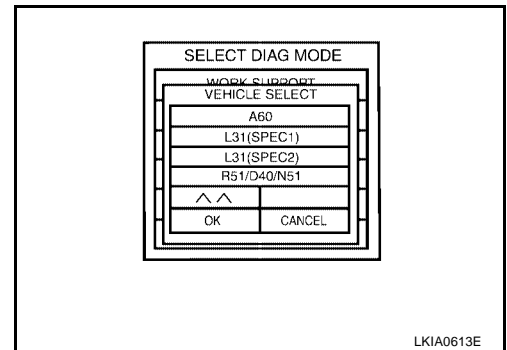 SELECT DIAG MODE
WORK SUPPORT
VEHICLE SELECT
A60
L31(SPEC1)
L31(SPEC2)
R51/D40/N51
^ ^
OK CANCEL
LKIA0613E